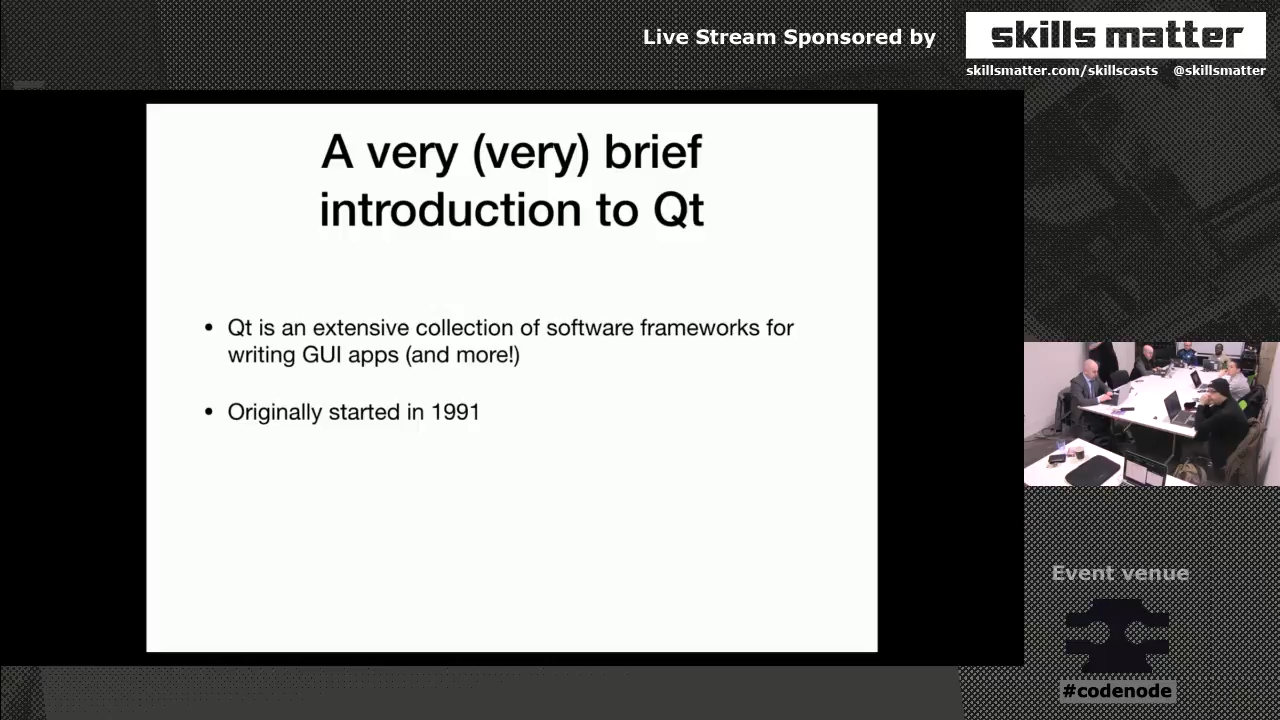 Live Stream Sponsored by
skills matter
skillsmatter.com/skillscasts @skillsmatter
A very (very) brief
introduction to Qt
• Qt is an extensive collection of software frameworks for
writing GUI apps (and more!)
• Originally started in 1991
Event venue
#codenode